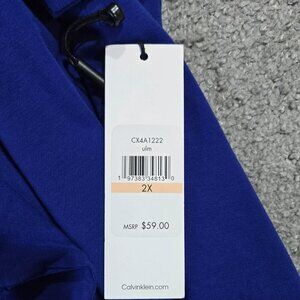 CX4A1222
ulm
1 97383 34813 0
2X
MSRP $59.00
Calvinklein.com